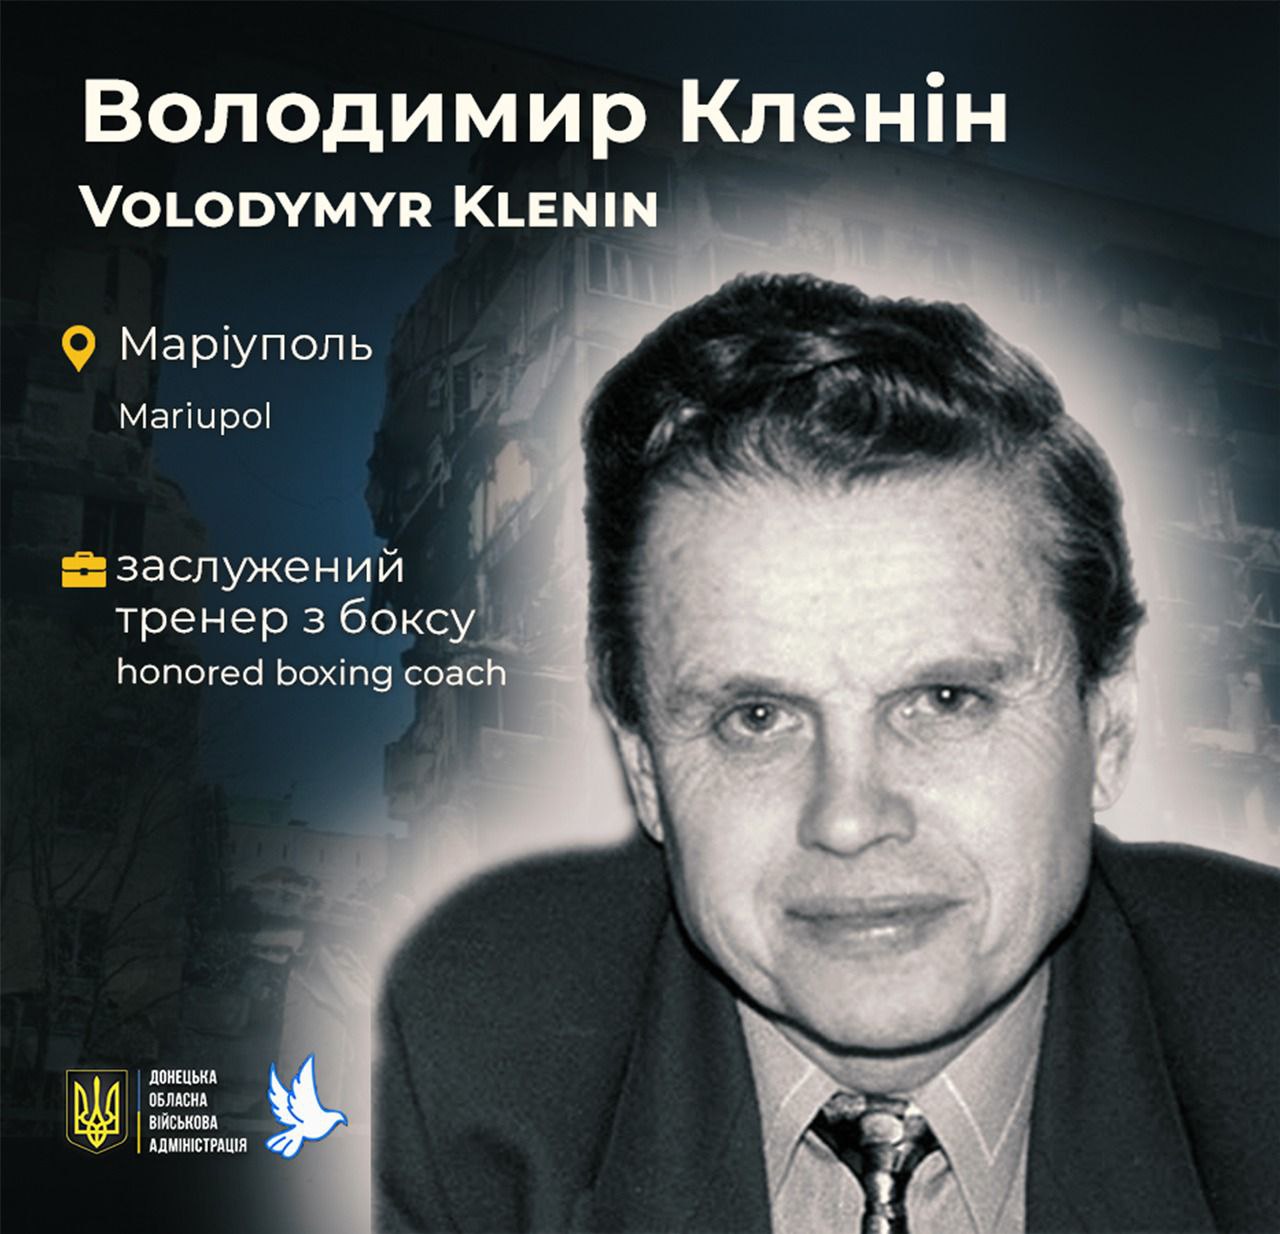 Володимир Кленін
Volodymyr Klenin
Маріуполь
Mariupol
заслужений
тренер з боксу
honored boxing coach
ДОНЕЦЬКА
ОБЛАСНА
ВІЙСЬКОВА
АДМІНІСТРАЦІЯ